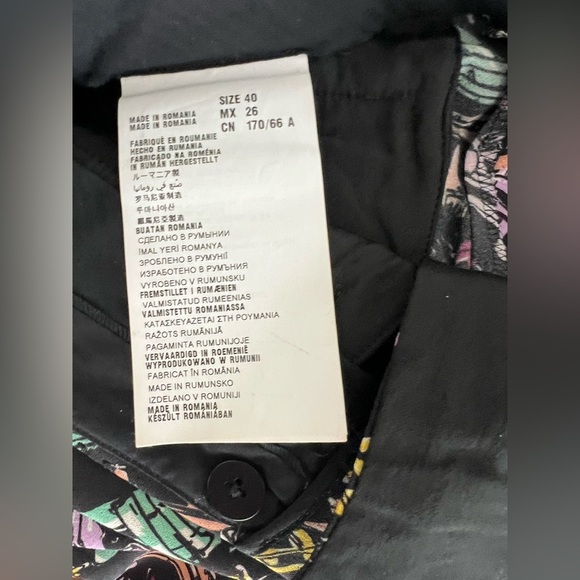 SIZE 40
MADE IN ROMANIA MX 26
MADE IN ROMANIA CN 170/66 A
FABRIQUÉ EN ROUMANIE
HECHO EN RUMANIA
FABRICADO NA ROMÉNIA
IN RUMÄN HERGESTELLT
ルーマニア製
صنع في رومانيا
罗马尼亚制造
루마니아산
羅馬尼亞製造
BUATAN ROMANIA
СДЕЛАНО В РУМЫНИИ
IMAL YERİ ROMANYA
ЗРОБЛЕНО В РУМУНІЇ
ИЗРАБОТЕНО В РУМЪНИЯ
VYROBENO V RUMUNSKU
FREMSTILLET I RUMÆNIEN
VALMISTATUD RUMEENIAS
VALMISTETTU ROMANIASSA
ΚΑΤΑΣΚΕΥΑΖΕΤΑΙ ΣΤΗ ΡΟΥΜΑΝΙΑ
RAŽOTS RUMĀNIJĀ
PAGAMINTA RUMUNIJOJE
VERVAARDIGD IN ROEMENIË
WYPRODUKOWANO W RUMUNII
FABRICAT ÎN ROMÂNIA
MADE IN RUMUNSKO
IZDELANO V ROMUNIJI
MADE IN ROMANIA
KÉSZÜLT ROMÁNIÁBAN